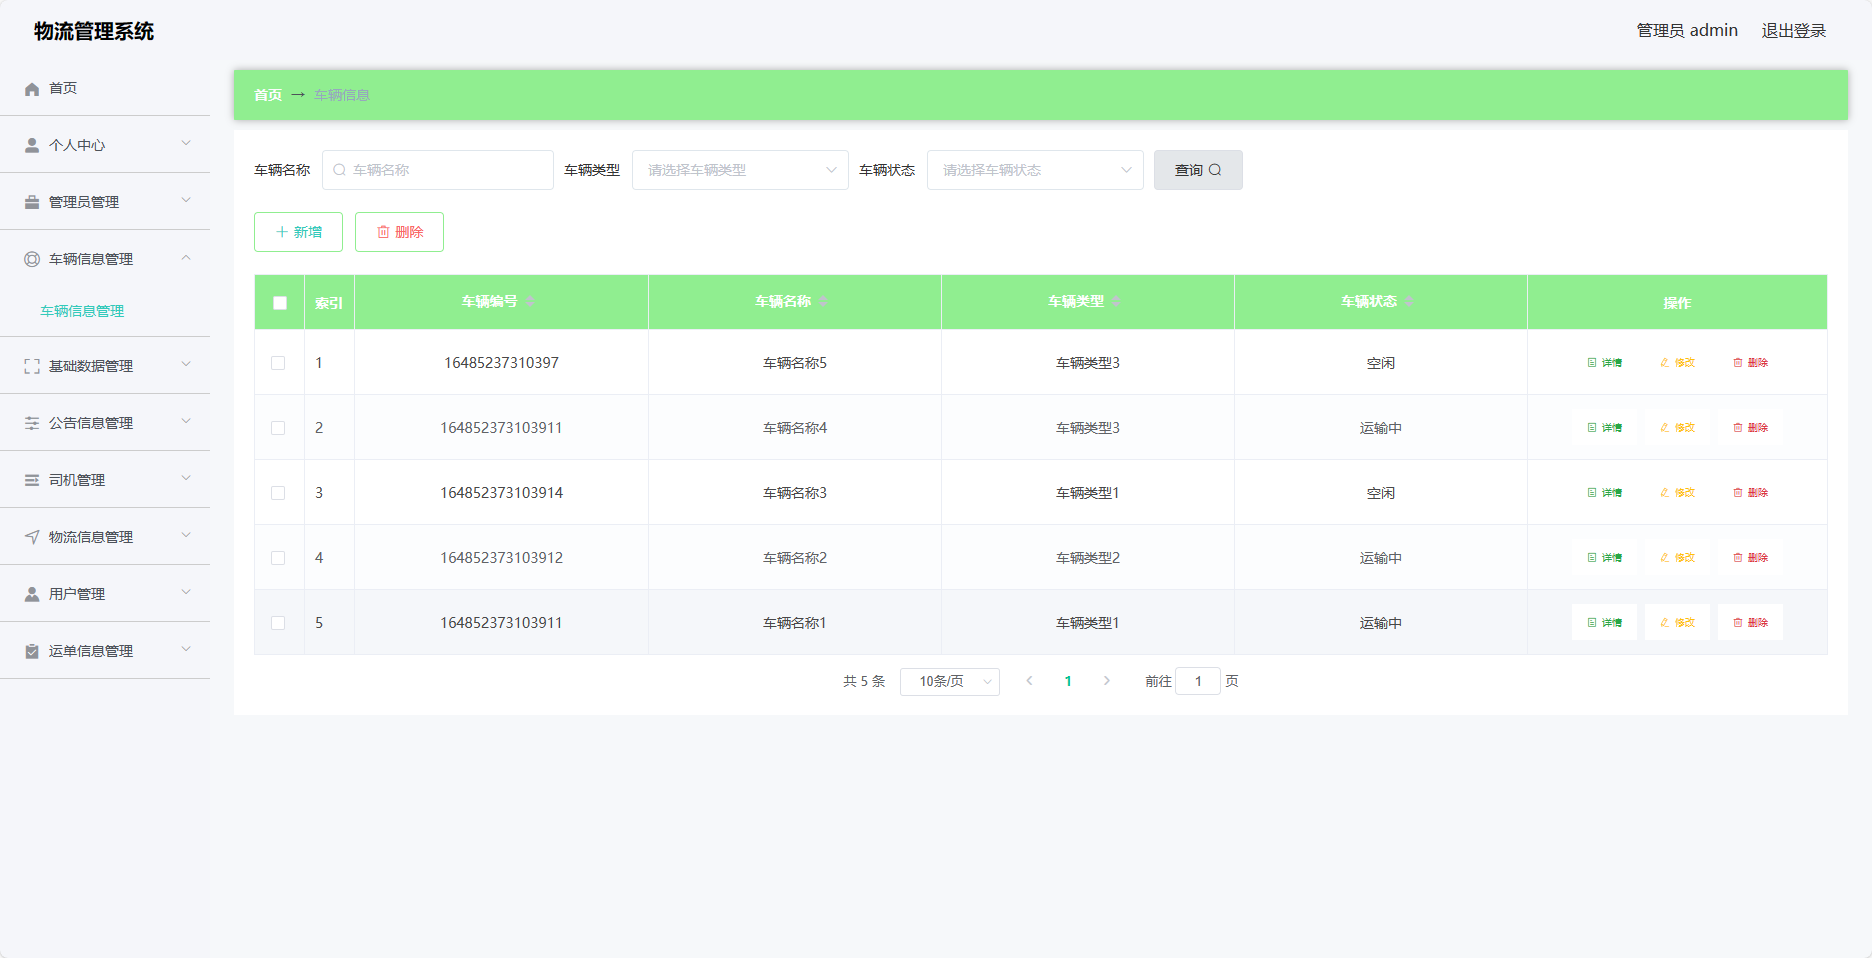 物流管理系统
管理员 admin 退出登录
首页
个人中心
管理员管理
车辆信息管理
车辆信息管理
基础数据管理
公告信息管理
司机管理
物流信息管理
用户管理
运单信息管理
首页 → 车辆信息
车辆名称 车辆名称 车辆类型 请选择车辆类型 车辆状态 请选择车辆状态 查询
新增 删除
索引 车辆编号 车辆名称 车辆类型 车辆状态 操作
1 16485237310397 车辆名称5 车辆类型3 空闲 详情 修改 删除
2 164852373103911 车辆名称4 车辆类型3 运输中 详情 修改 删除
3 164852373103914 车辆名称3 车辆类型1 空闲 详情 修改 删除
4 164852373103912 车辆名称2 车辆类型2 运输中 详情 修改 删除
5 164852373103911 车辆名称1 车辆类型1 运输中 详情 修改 删除
共 5 条 10条/页 1 前往 1 页